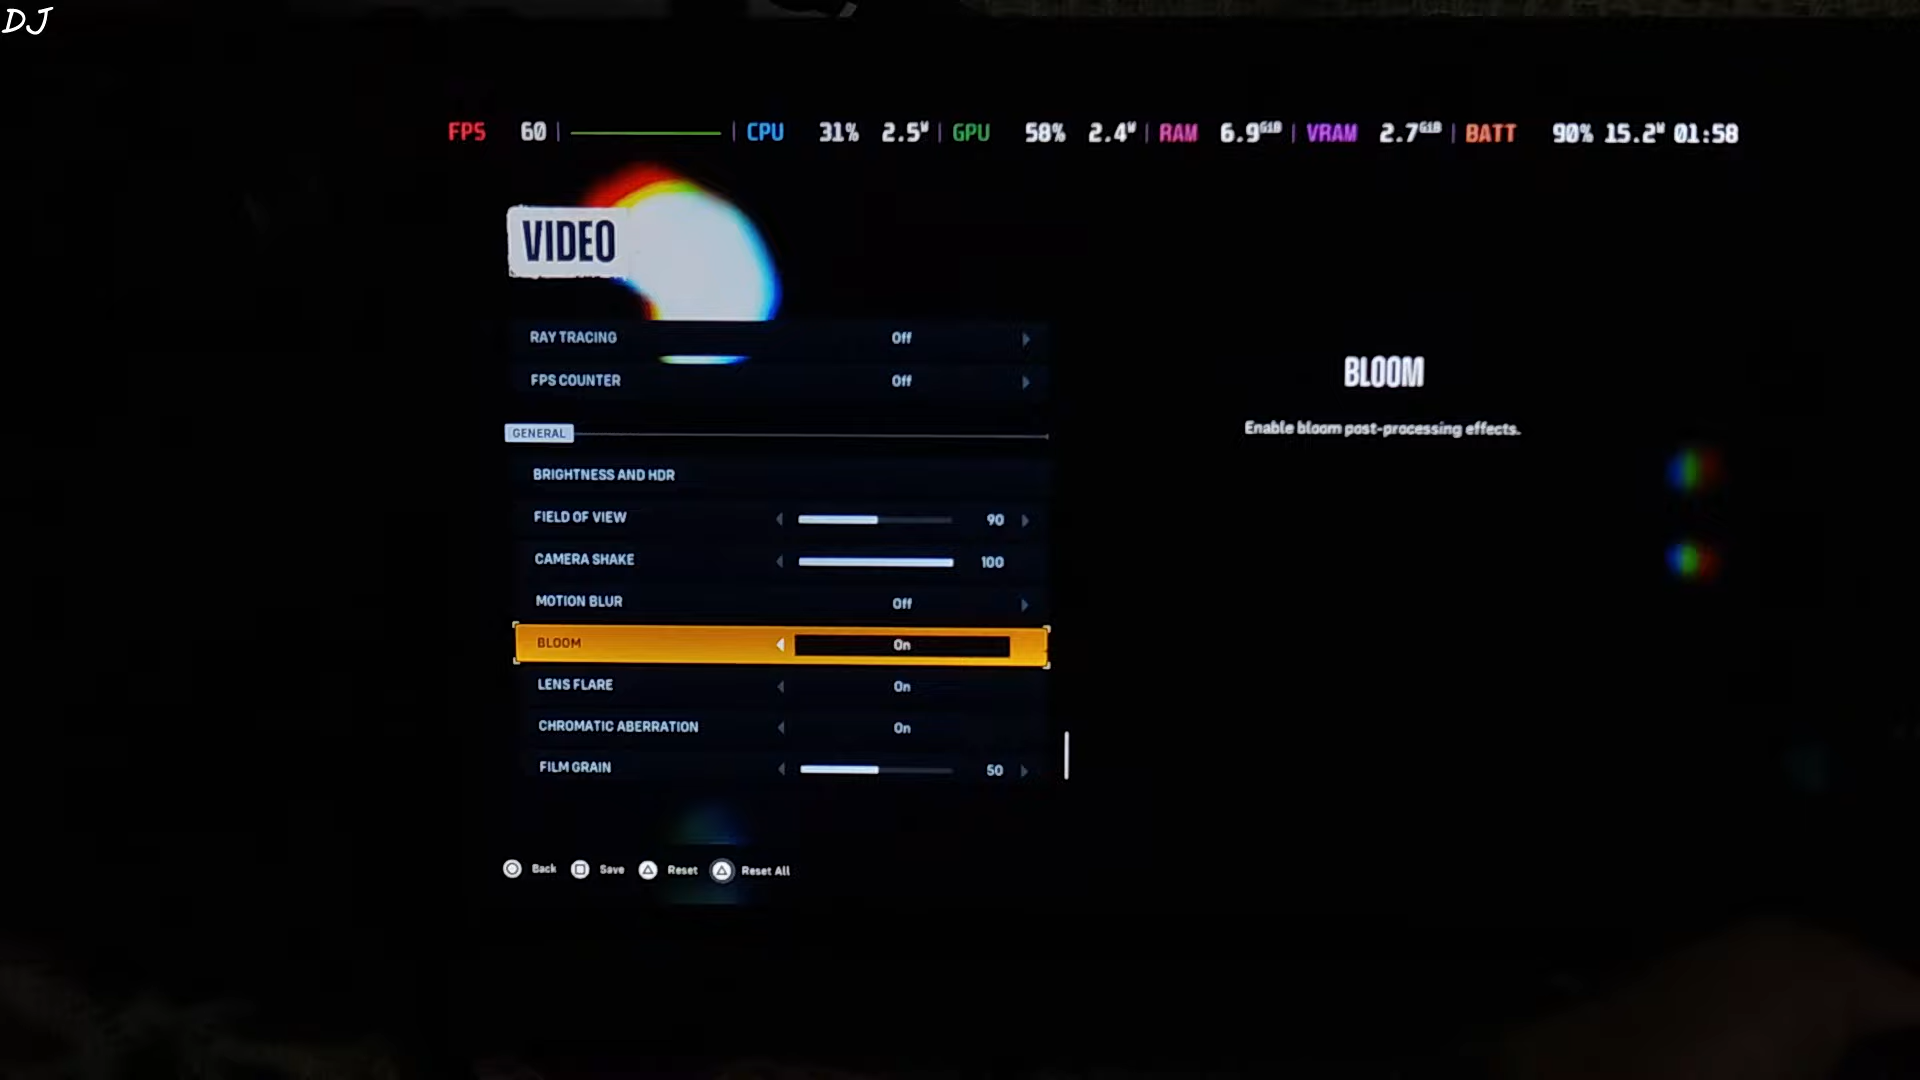 DJ
FPS 60 | CPU 31% 2.5W | GPU 58% 2.4W | RAM 6.9GiB | VRAM 2.7GiB | BATT 90% 15.2W 01:58
VIDEO
RAY TRACING Off
FPS COUNTER Off
GENERAL
BRIGHTNESS AND HDR
FIELD OF VIEW 90
CAMERA SHAKE 100
MOTION BLUR Off
BLOOM On
LENS FLARE On
CHROMATIC ABERRATION On
FILM GRAIN 50
Back Save Reset Reset All
BLOOM
Enable bloom post-processing effects.